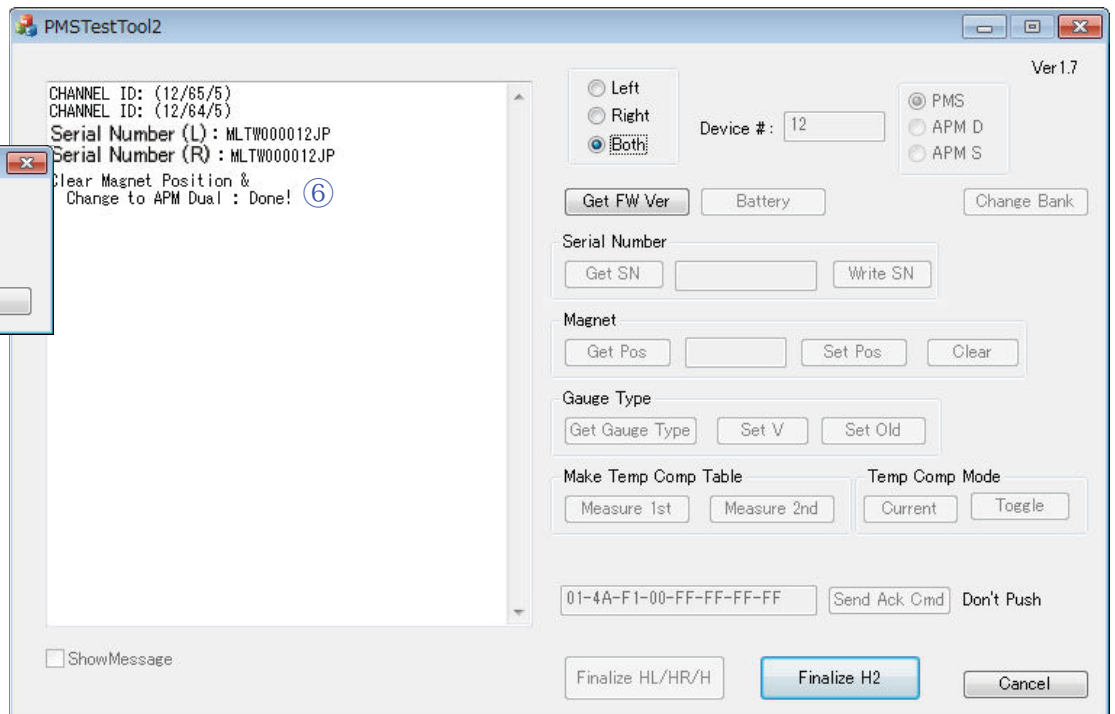 PMSTestTool2
Ver1.7
CHANNEL ID: (12/65/5)
CHANNEL ID: (12/64/5)
Serial Number (L) : MLTW000012JP
Serial Number (R) : MLTW000012JP
Clear Magnet Position &
Change to APM Dual : Done! ⑥
Left
Right
Both
Device # : 12
PMS
APM D
APM S
Get FW Ver Battery Change Bank
Serial Number
Get SN Write SN
Magnet
Get Pos Set Pos Clear
Gauge Type
Get Gauge Type Set V Set Old
Make Temp Comp Table Temp Comp Mode
Measure 1st Measure 2nd Current Toggle
01-4A-F1-00-FF-FF-FF-FF Send Ack Cmd Don't Push
ShowMessage
Finalize HL/HR/H Finalize H2 Cancel